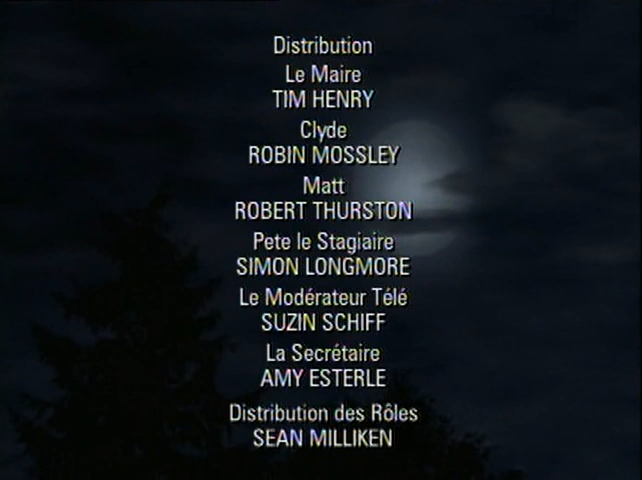 Distribution
Le Maire
TIM HENRY
Clyde
ROBIN MOSSLEY
Matt
ROBERT THURSTON
Pete le Stagiaire
SIMON LONGMORE
Le Modérateur Télé
SUZIN SCHIFF
La Secrétaire
AMY ESTERLE
Distribution des Rôles
SEAN MILLIKEN